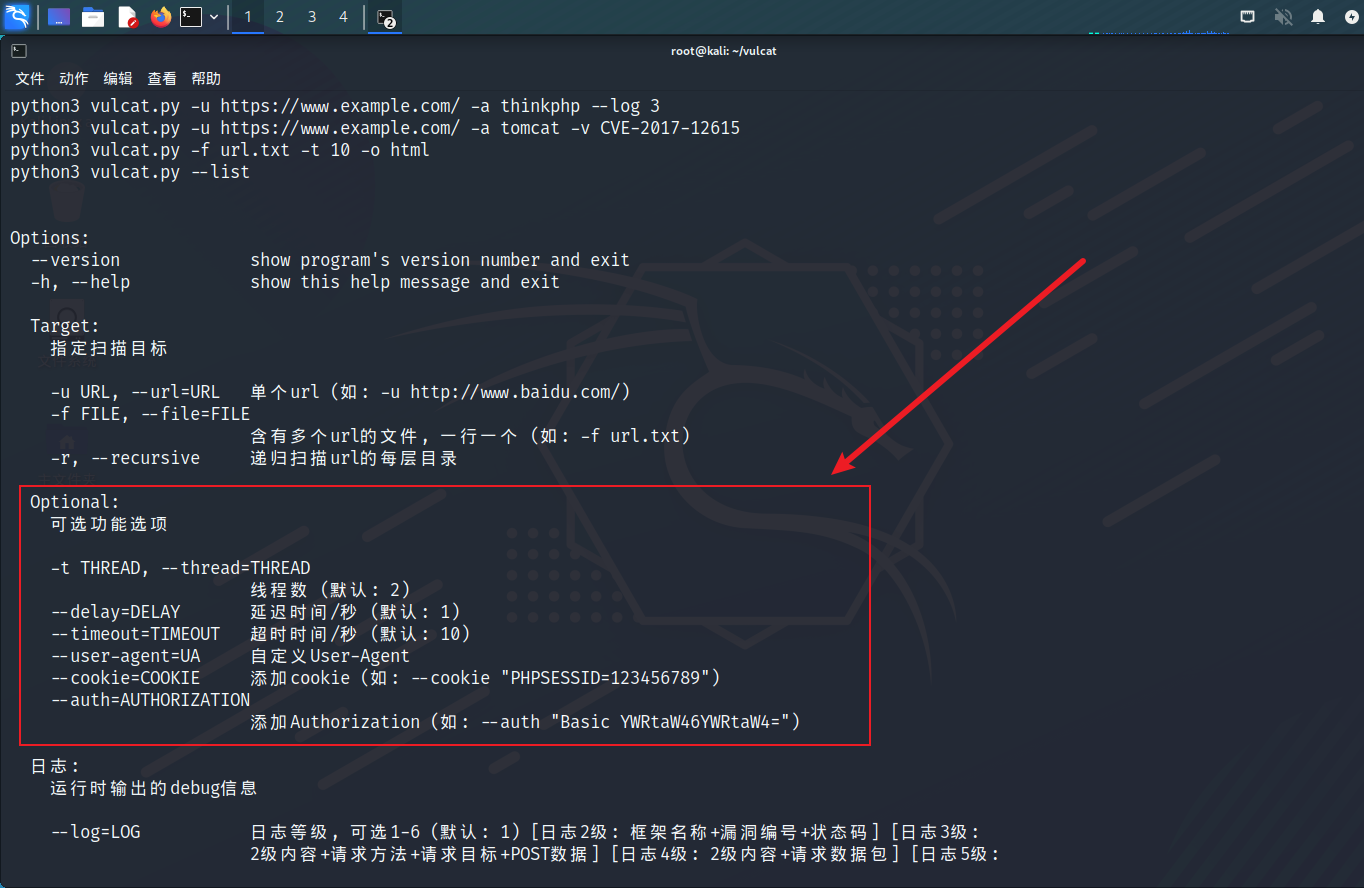 1 2 3 4 2
root@kali: ~/vulcat
文件 动作 编辑 查看 帮助
python3 vulcat.py -u https://www.example.com/ -a thinkphp --log 3
python3 vulcat.py -u https://www.example.com/ -a tomcat -v CVE-2017-12615
python3 vulcat.py -f url.txt -t 10 -o html
python3 vulcat.py --list
Options:
--version show program's version number and exit
-h, --help show this help message and exit
Target:
指定扫描目标
-u URL, --url=URL 单个url (如: -u http://www.baidu.com/)
-f FILE, --file=FILE
含有多个url的文件, 一行一个 (如: -f url.txt)
-r, --recursive 递归扫描url的每层目录
Optional:
可选功能选项
-t THREAD, --thread=THREAD
线程数 (默认: 2)
--delay=DELAY 延迟时间/秒 (默认: 1)
--timeout=TIMEOUT 超时时间/秒 (默认: 10)
--user-agent=UA 自定义User-Agent
--cookie=COOKIE 添加cookie (如: --cookie "PHPSESSID=123456789")
--auth=AUTHORIZATION
添加Authorization (如: --auth "Basic YWRtaW46YWRtaW4=")
日志:
运行时输出的debug信息
--log=LOG 日志等级, 可选1-6 (默认: 1) [日志2级: 框架名称+漏洞编号+状态码] [日志3级:
2级内容+请求方法+请求目标+POST数据] [日志4级: 2级内容+请求数据包] [日志5级: